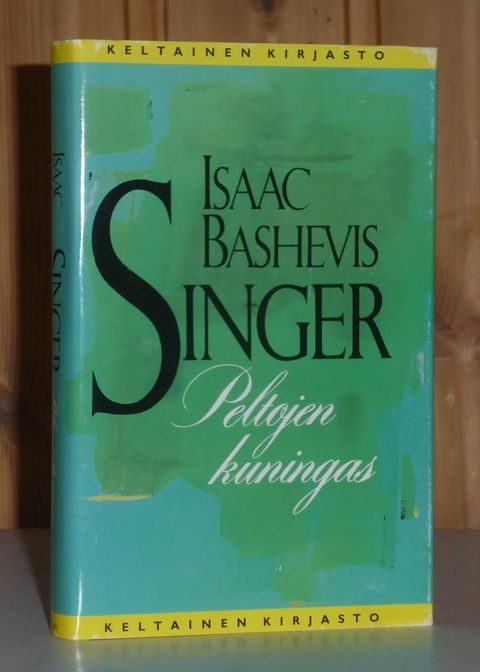 KELTAINEN KIRJASTO
ISAAC
BASHEVIS
SINGER
Peltojen
kuningas
KELTAINEN KIRJASTO
ISAAC
SINGER